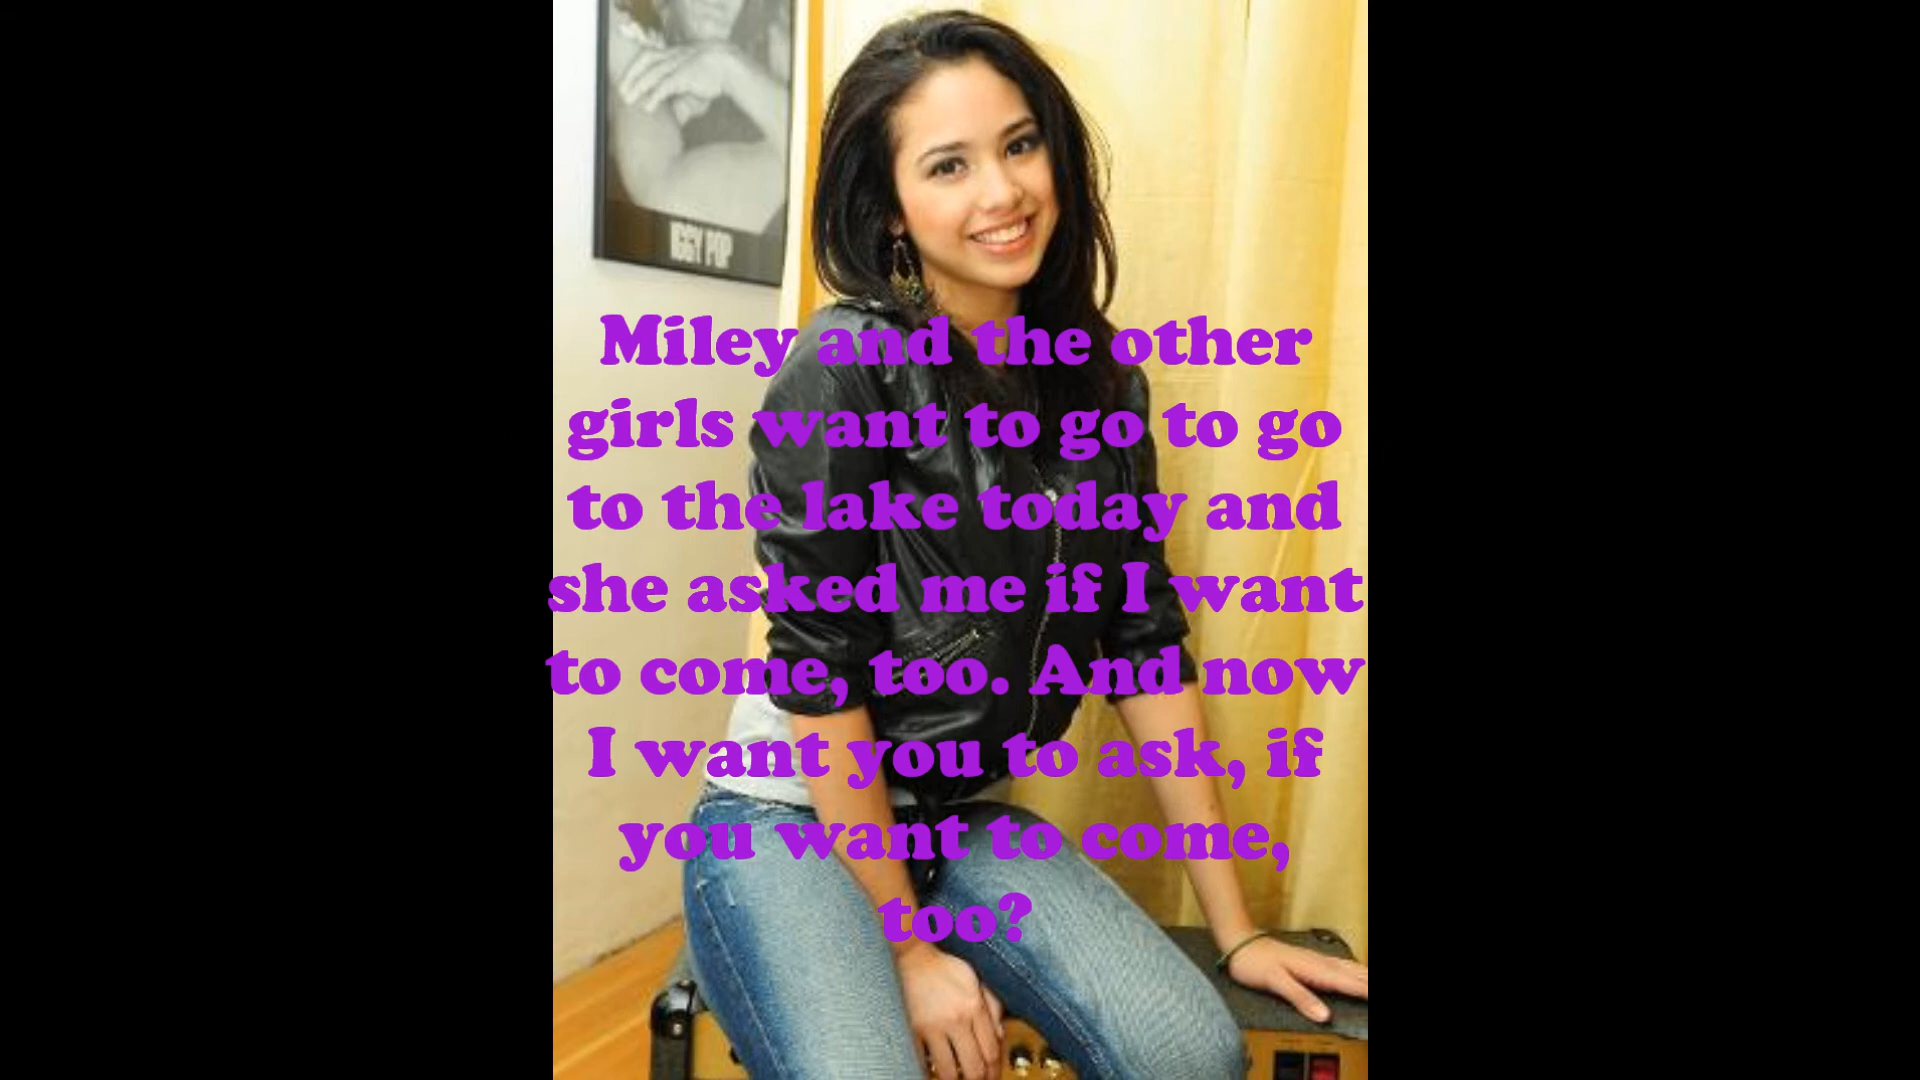 IGGY POP
Miley and the other
girls want to go to go
to the lake today and
she asked me if I want
to come, too. And now
I want you to ask, if
you want to come,
too?